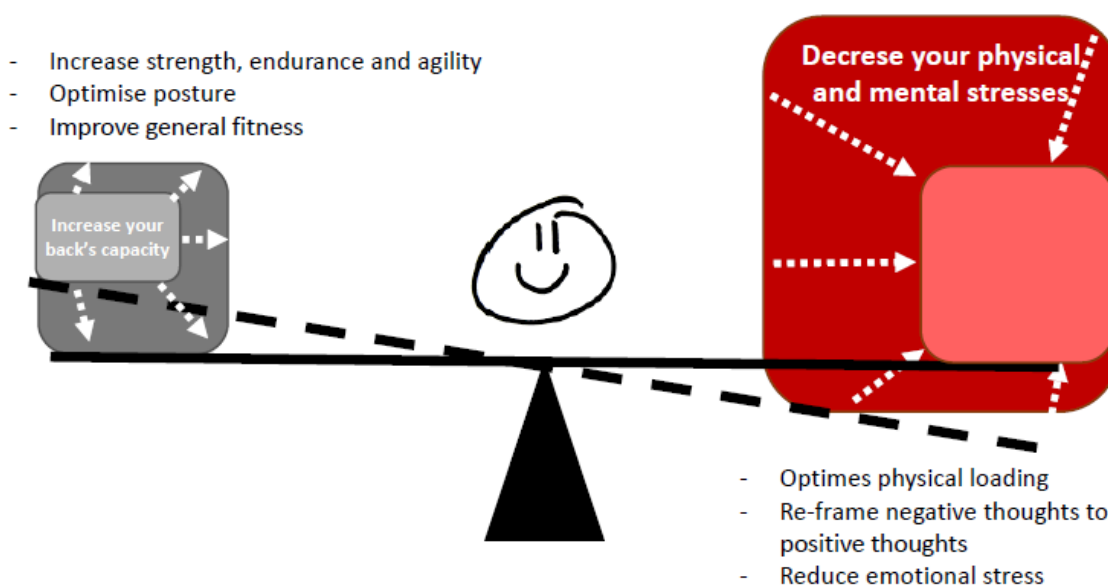 - Increase strength, endurance and agility
- Optimise posture
- Improve general fitness
Decrese your physical
and mental stresses
Increase your
back's capacity
- Optimes physical loading
- Re-frame negative thoughts to
positive thoughts
- Reduce emotional stress